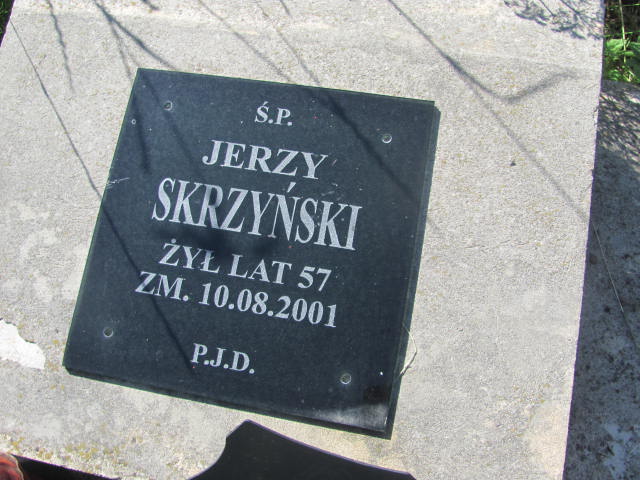 Ś.P.
JERZY
SKRZYŃSKI
ŻYŁ LAT 57
ZM. 10.08.2001
P.J.D.